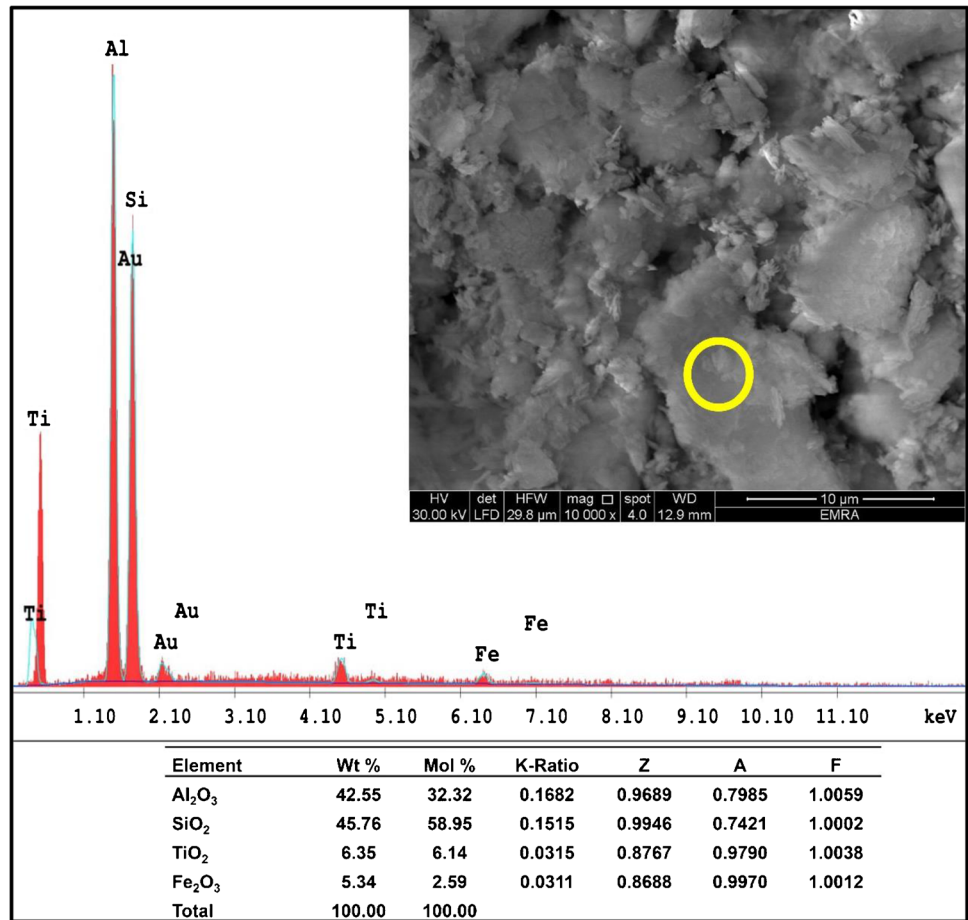 Al
Si
Au
Ti
Ti
Au
Au
Ti
Ti
Fe
Fe
HV det HFW mag □ spot WD 10 µm
30.00 kV LFD 29.8 µm 10 000 x 4.0 12.9 mm EMRA
1.10 2.10 3.10 4.10 5.10 6.10 7.10 8.10 9.10 10.10 11.10 keV
Element Wt % Mol % K-Ratio Z A F
Al₂O₃ 42.55 32.32 0.1682 0.9689 0.7985 1.0059
SiO₂ 45.76 58.95 0.1515 0.9946 0.7421 1.0002
TiO₂ 6.35 6.14 0.0315 0.8767 0.9790 1.0038
Fe₂O₃ 5.34 2.59 0.0311 0.8688 0.9970 1.0012
Total 100.00 100.00